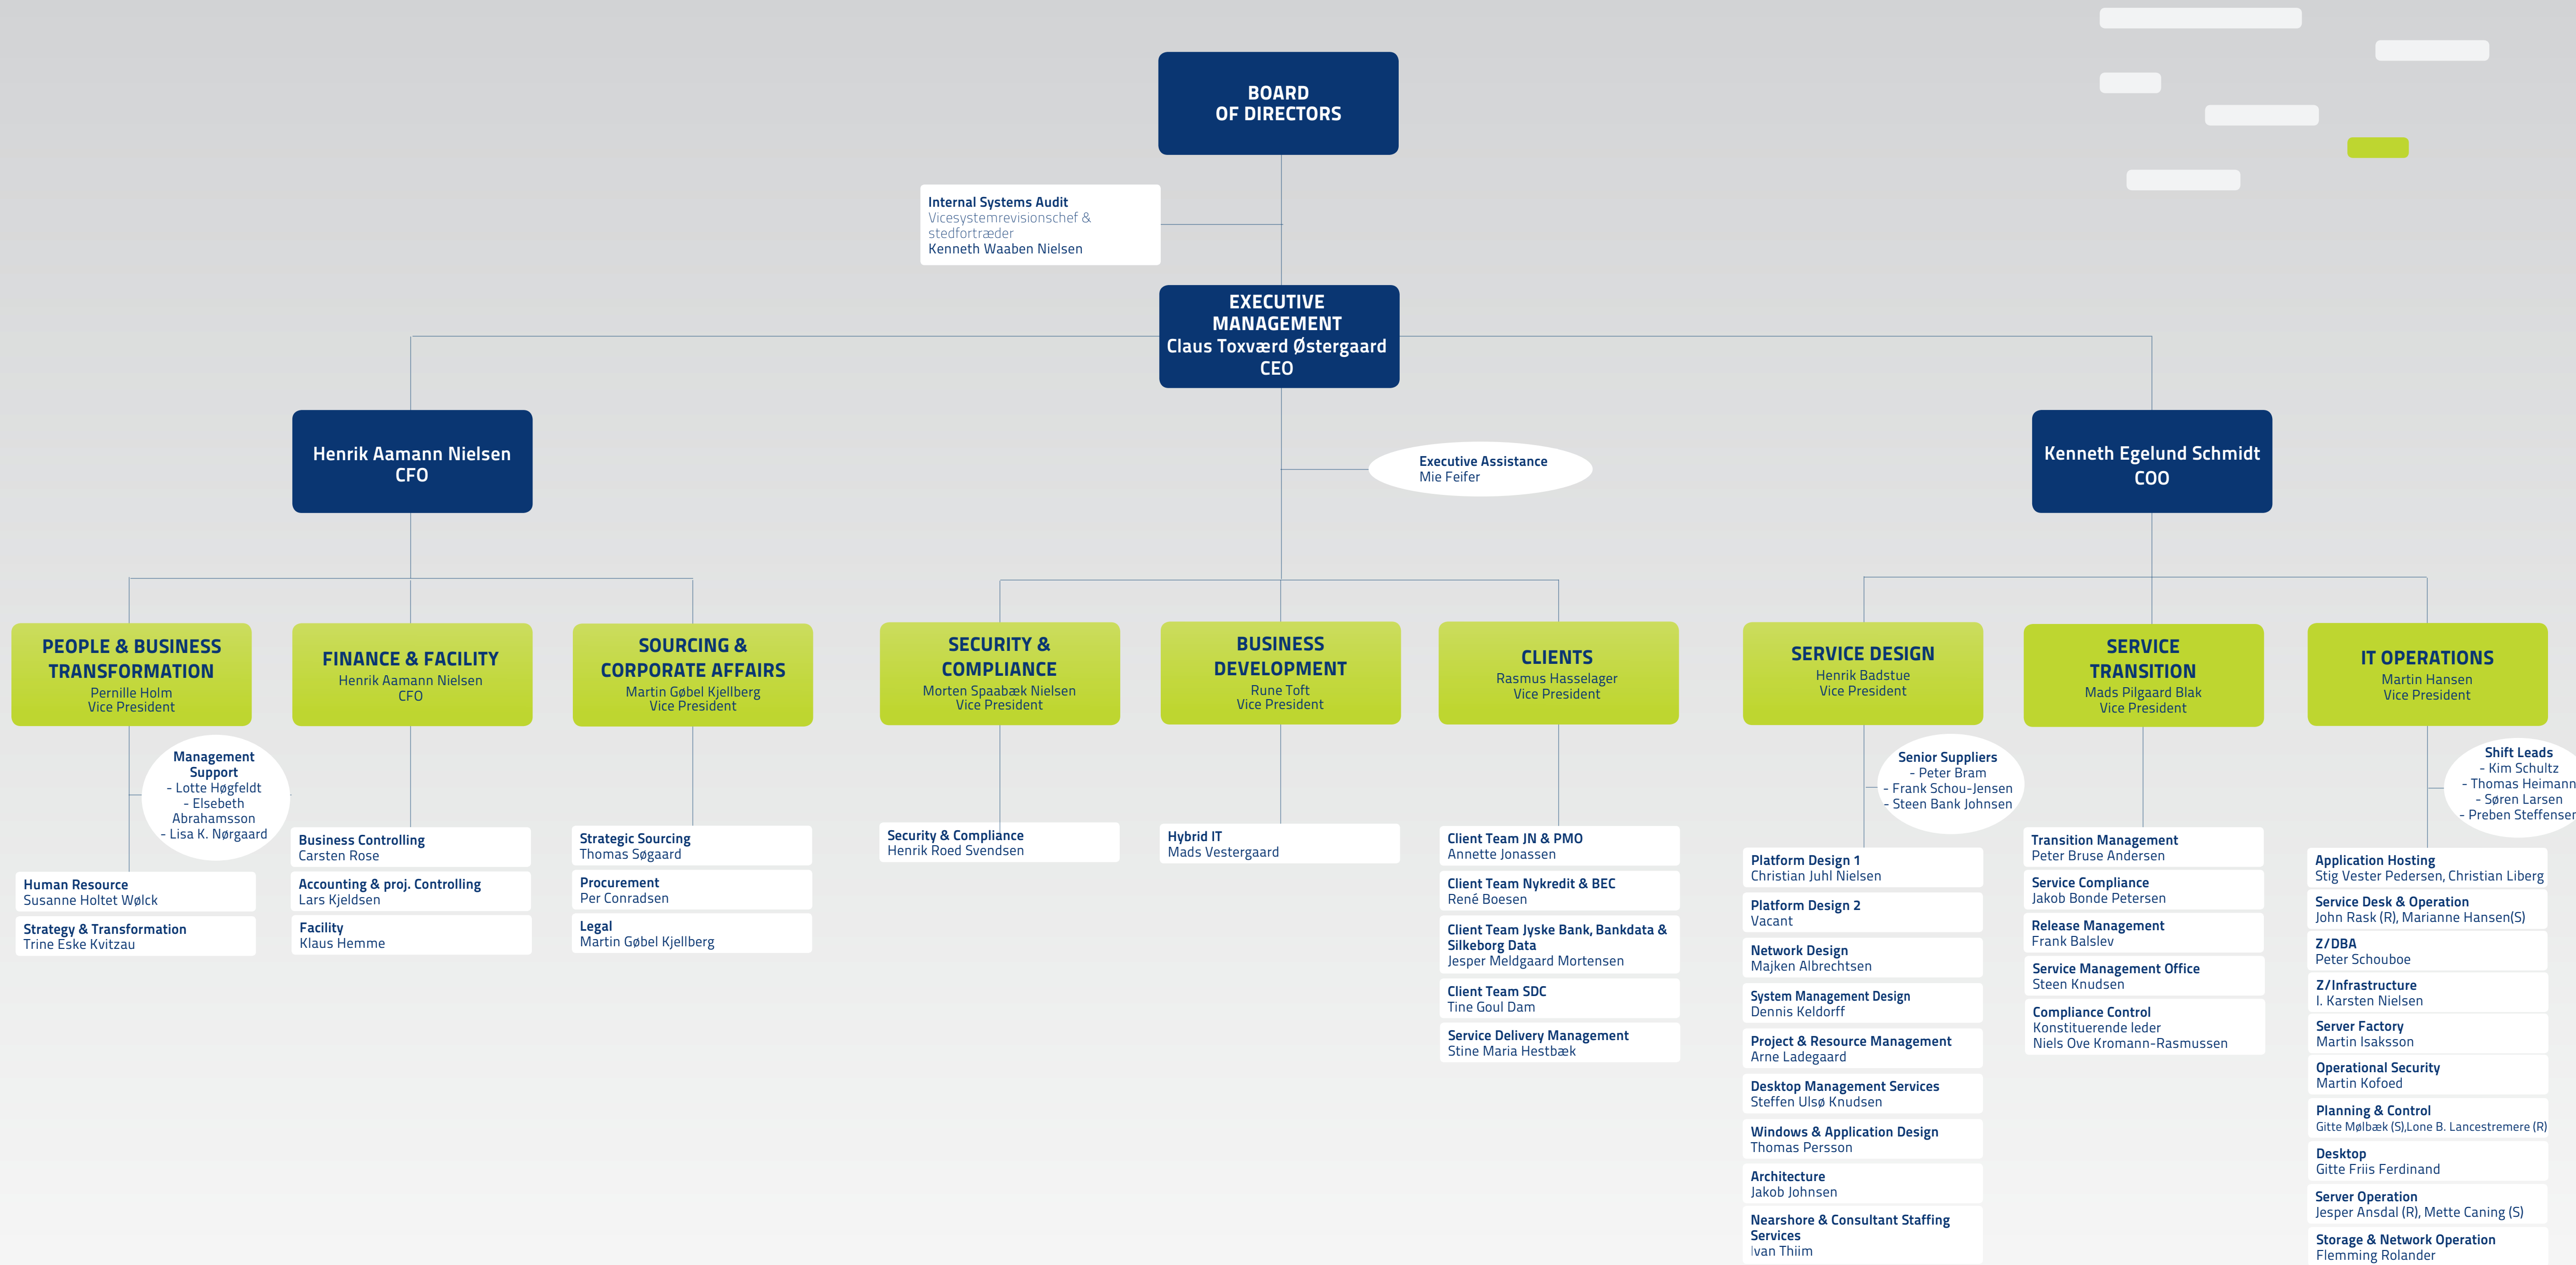 BOARD
OF DIRECTORS
Internal Systems Audit
Vicesystemrevisionschef &
stedfortræder
Kenneth Waaben Nielsen
EXECUTIVE
MANAGEMENT
Claus Toxværd Østergaard
CEO
Henrik Aamann Nielsen
CFO
Executive Assistance
Mie Feifer
Kenneth Egelund Schmidt
COO
PEOPLE & BUSINESS
TRANSFORMATION
Pernille Holm
Vice President
Management
Support
- Lotte Høgfeldt
- Elsebeth
Abrahamsson
- Lisa K. Nørgaard
Human Resource
Susanne Holtet Wølck
Strategy & Transformation
Trine Eske Kvitzau
FINANCE & FACILITY
Henrik Aamann Nielsen
CFO
Business Controlling
Carsten Rose
Accounting & proj. Controlling
Lars Kjeldsen
Facility
Klaus Hemme
SOURCING &
CORPORATE AFFAIRS
Martin Gøbel Kjellberg
Vice President
Strategic Sourcing
Thomas Søgaard
Procurement
Per Conradsen
Legal
Martin Gøbel Kjellberg
SECURITY &
COMPLIANCE
Morten Spaabæk Nielsen
Vice President
Security & Compliance
Henrik Roed Svendsen
BUSINESS
DEVELOPMENT
Rune Toft
Vice President
Hybrid IT
Mads Vestergaard
CLIENTS
Rasmus Hasselager
Vice President
Client Team JN & PMO
Annette Jonassen
Client Team Nykredit & BEC
René Boesen
Client Team Jyske Bank, Bankdata &
Silkeborg Data
Jesper Meldgaard Mortensen
Client Team SDC
Tine Goul Dam
Service Delivery Management
Stine Maria Hestbæk
SERVICE DESIGN
Henrik Badstue
Vice President
Senior Suppliers
- Peter Bram
- Frank Schou-Jensen
- Steen Bank Johnsen
Platform Design 1
Christian Juhl Nielsen
Platform Design 2
Vacant
Network Design
Majken Albrechtsen
System Management Design
Dennis Keldorff
Project & Resource Management
Arne Ladegaard
Desktop Management Services
Steffen Ulsø Knudsen
Windows & Application Design
Thomas Persson
Architecture
Jakob Johnsen
Nearshore & Consultant Staffing
Services
Ivan Thiim
SERVICE
TRANSITION
Mads Pilgaard Blak
Vice President
Transition Management
Peter Bruse Andersen
Service Compliance
Jakob Bonde Petersen
Release Management
Frank Balslev
Service Management Office
Steen Knudsen
Compliance Control
Konstituerende leder
Niels Ove Kromann-Rasmussen
IT OPERATIONS
Martin Hansen
Vice President
Shift Leads
- Kim Schultz
- Thomas Heimann
- Søren Larsen
- Preben Steffensen
Application Hosting
Stig Vester Pedersen, Christian Liberg
Service Desk & Operation
John Rask (R), Marianne Hansen(S)
Z/DBA
Peter Schouboe
Z/Infrastructure
I. Karsten Nielsen
Server Factory
Martin Isaksson
Operational Security
Martin Kofoed
Planning & Control
Gitte Mølbæk (S),Lone B. Lancestremere (R)
Desktop
Gitte Friis Ferdinand
Server Operation
Jesper Ansdal (R), Mette Caning (S)
Storage & Network Operation
Flemming Rolander